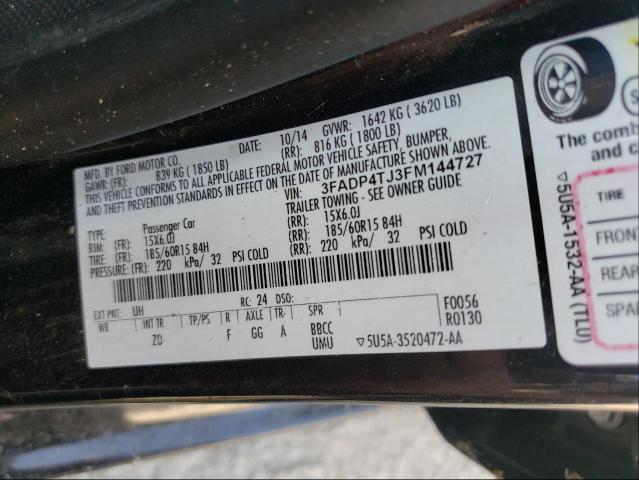 MFD. BY FORD MOTOR CO.
DATE: 10/14 GVWR: 1642 KG ( 3620 LB)
GAWR: (FR): 839 KG ( 1850 LB) (RR): 816 KG ( 1800 LB)
THIS VEHICLE CONFORMS TO ALL APPLICABLE FEDERAL MOTOR VEHICLE SAFETY, BUMPER,
AND THEFT PREVENTION STANDARDS IN EFFECT ON THE DATE OF MANUFACTURE SHOWN ABOVE.
VIN: 3FADP4TJ3FM144727
TYPE: Passenger Car TRAILER TOWING - SEE OWNER GUIDE
RIM: (FR): 15X6.0J (RR): 15X6.0J
TIRE: (FR): 185/60R15 84H (RR): 185/60R15 84H
PRESSURE: (FR): 220 kPa/ 32 PSI COLD (RR): 220 kPa/ 32 PSI COLD
EXT PNT: UH RC: 24 DSO: F0056
WB INT TR TP/PS R AXLE TR- SPR R0130
ZD F GG A BBCC
UMU ▽5U5A-3520472-AA
The comb
and c
TIRE
FRON
REAR
SPA
▽5U5A-1532-AA (TLO)